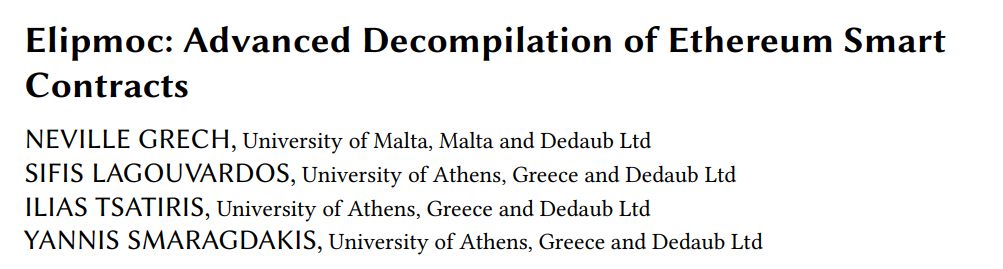 Elipmoc: Advanced Decompilation of Ethereum Smart
Contracts
NEVILLE GRECH, University of Malta, Malta and Dedaub Ltd
SIFIS LAGOUVARDOS, University of Athens, Greece and Dedaub Ltd
ILIAS TSATIRIS, University of Athens, Greece and Dedaub Ltd
YANNIS SMARAGDAKIS, University of Athens, Greece and Dedaub Ltd